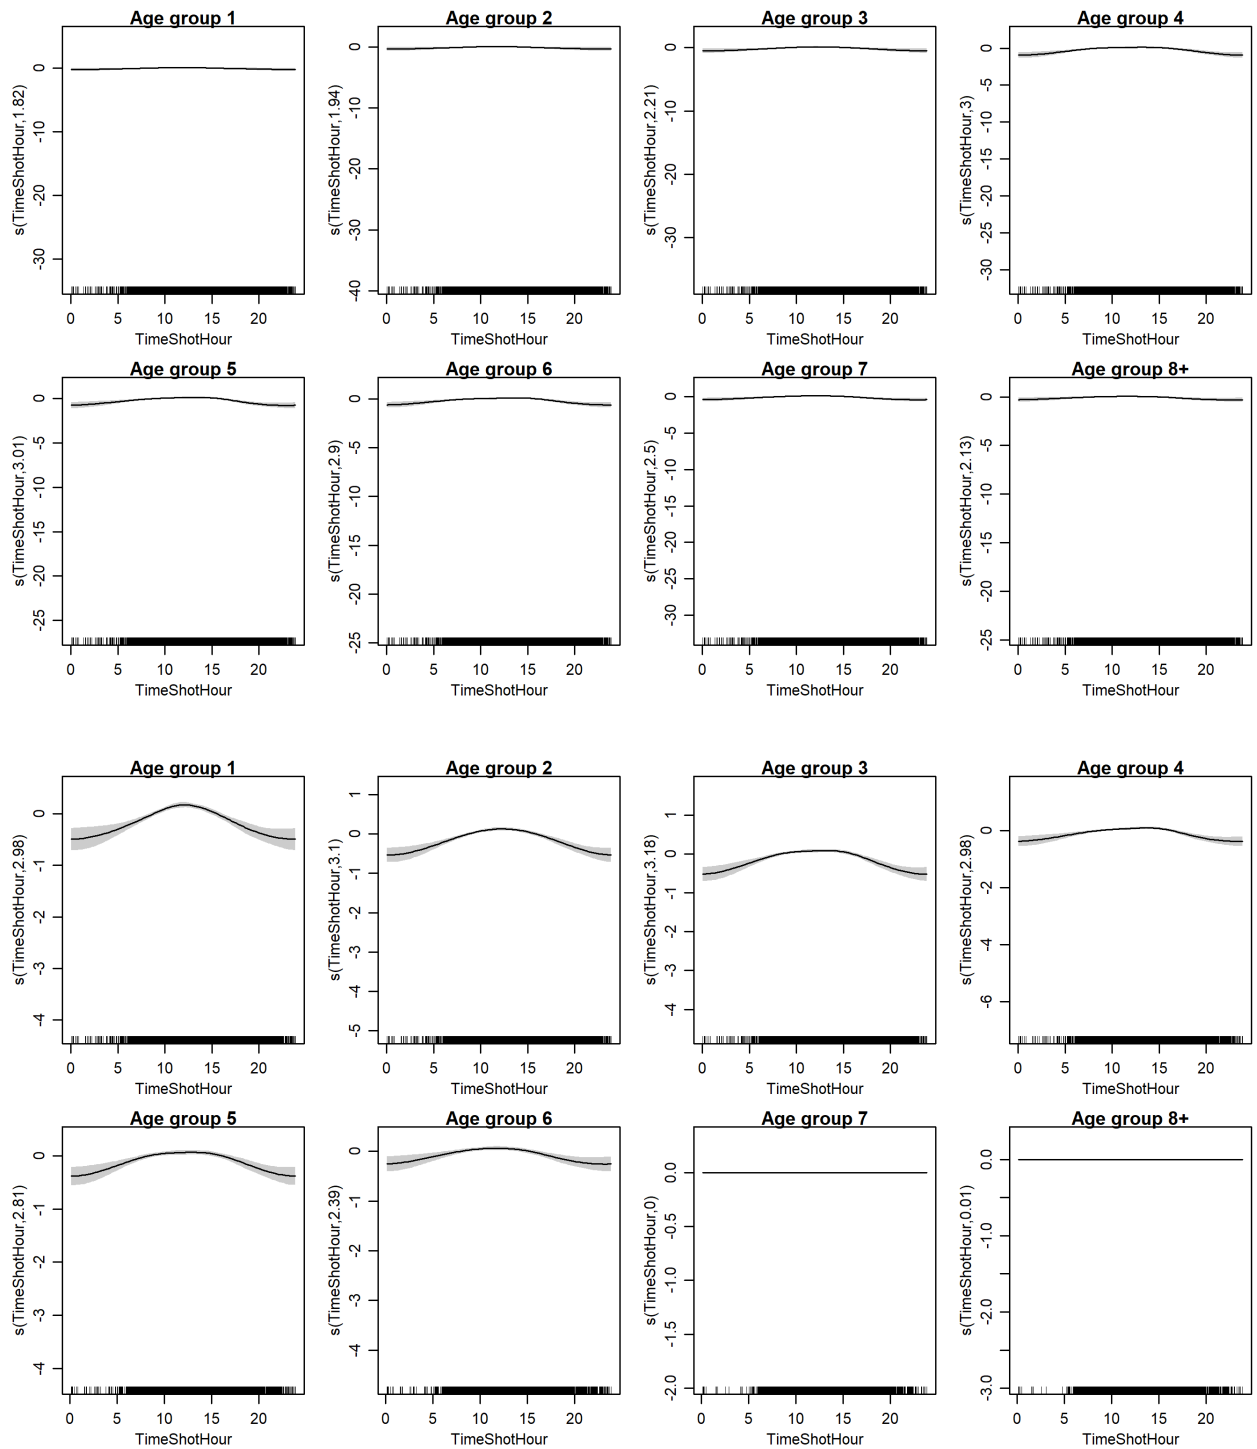 Age group 1 Age group 2 Age group 3 Age group 4
s(TimeShotHour,1.82) s(TimeShotHour,1.94) s(TimeShotHour,2.21) s(TimeShotHour,3)
0 -10 -20 -30
0 -10 -20 -30 -40
0 -10 -20 -30
0 -5 -10 -15 -20 -25 -30
0 5 10 15 20 0 5 10 15 20 0 5 10 15 20 0 5 10 15 20
TimeShotHour TimeShotHour TimeShotHour TimeShotHour
Age group 5 Age group 6 Age group 7 Age group 8+
s(TimeShotHour,3.01) s(TimeShotHour,2.9) s(TimeShotHour,2.5) s(TimeShotHour,2.13)
0 -5 -10 -15 -20 -25
0 -5 -10 -15 -20 -25
0 -5 -10 -15 -20 -25 -30
0 -5 -10 -15 -20 -25
0 5 10 15 20 0 5 10 15 20 0 5 10 15 20 0 5 10 15 20
TimeShotHour TimeShotHour TimeShotHour TimeShotHour
Age group 1 Age group 2 Age group 3 Age group 4
s(TimeShotHour,2.98) s(TimeShotHour,3.1) s(TimeShotHour,3.18) s(TimeShotHour,2.98)
0 -1 -2 -3 -4
1 0 -1 -2 -3 -4 -5
1 0 -1 -2 -3 -4
0 -2 -4 -6
0 5 10 15 20 0 5 10 15 20 0 5 10 15 20 0 5 10 15 20
TimeShotHour TimeShotHour TimeShotHour TimeShotHour
Age group 5 Age group 6 Age group 7 Age group 8+
s(TimeShotHour,2.81) s(TimeShotHour,2.39) s(TimeShotHour,0) s(TimeShotHour,0.01)
0 -1 -2 -3 -4
0 -1 -2 -3 -4
0.0 -0.5 -1.0 -1.5 -2.0
0.0 -1.0 -2.0 -3.0
0 5 10 15 20 0 5 10 15 20 0 5 10 15 20 0 5 10 15 20
TimeShotHour TimeShotHour TimeShotHour TimeShotHour